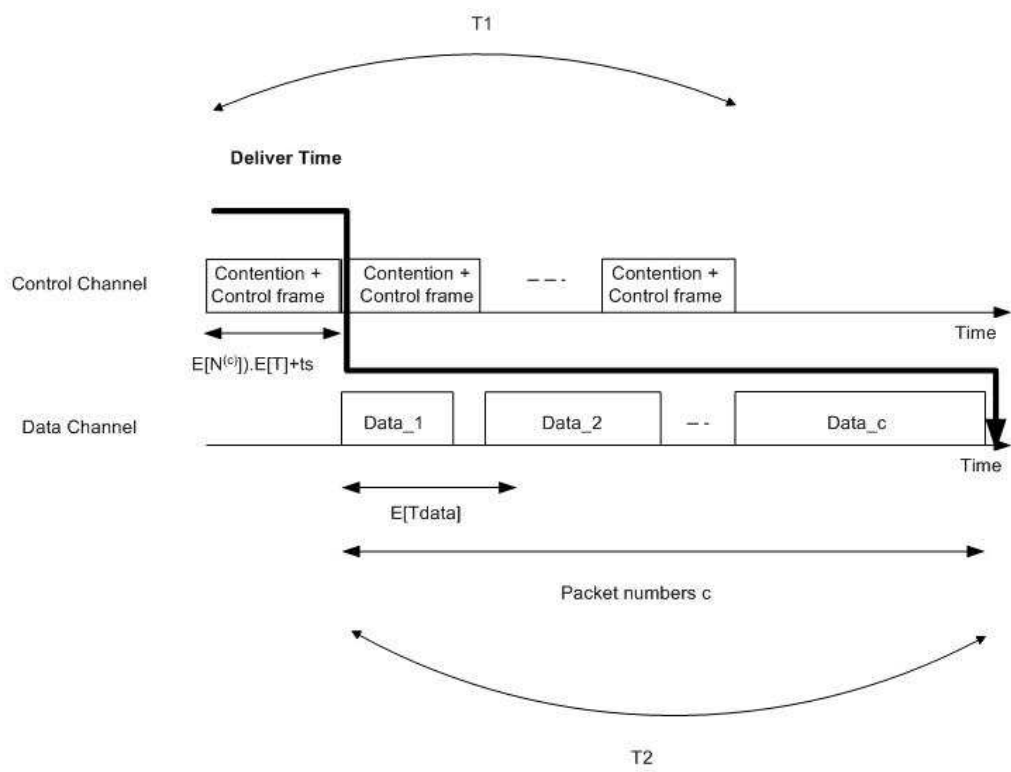 T1
Deliver Time
Control Channel
Contention +
Control frame
Contention +
Control frame
Contention +
Control frame
Time
E[N(c)]).E[T]+ts
Data Channel
Data_1
Data_2
Data_c
Time
E[Tdata]
Packet numbers c
T2